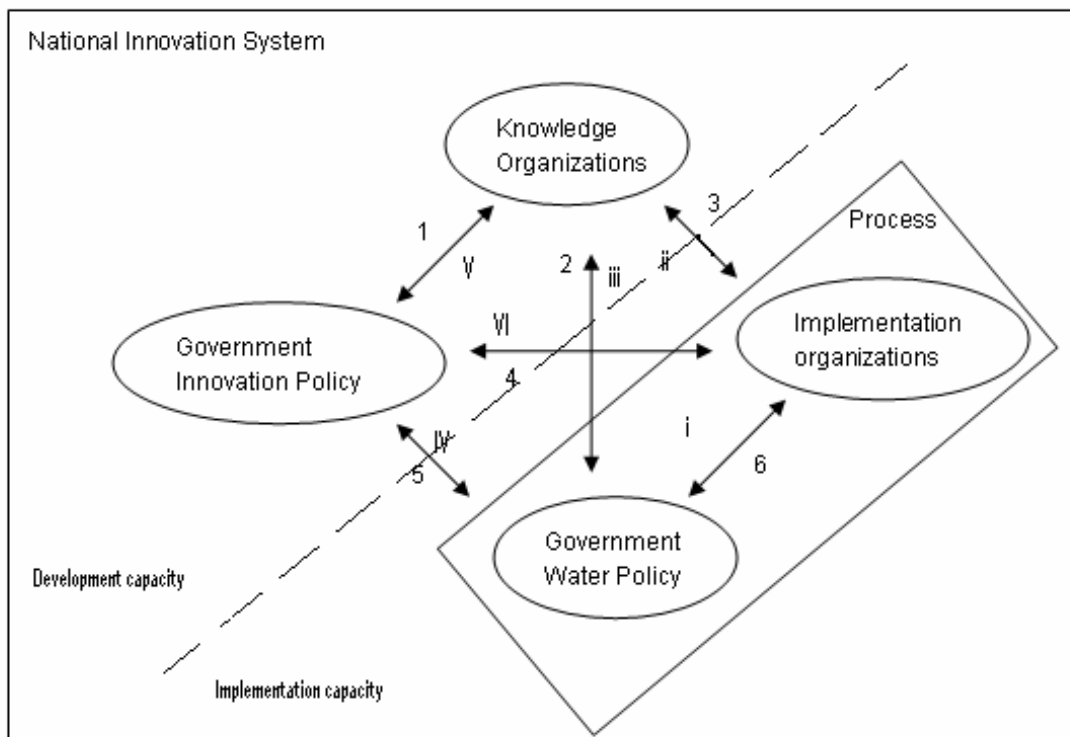 National Innovation System
Knowledge
Organizations
3
Process
1
V
2
iii
ii
VI
Implementation
organizations
Government
Innovation Policy
4
IV
i
5
6
Government
Water Policy
Development capacity
Implementation capacity